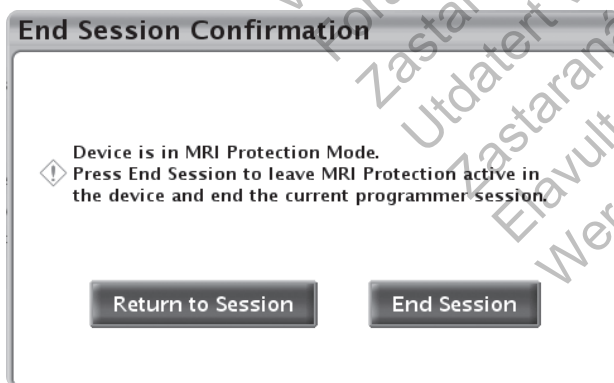 End Session Confirmation
Utdatert
Device is in MRI Protection Mode.
Press End Session to leave MRI Protection active in
the device and end the current programmer session.
Return to Session
End Session